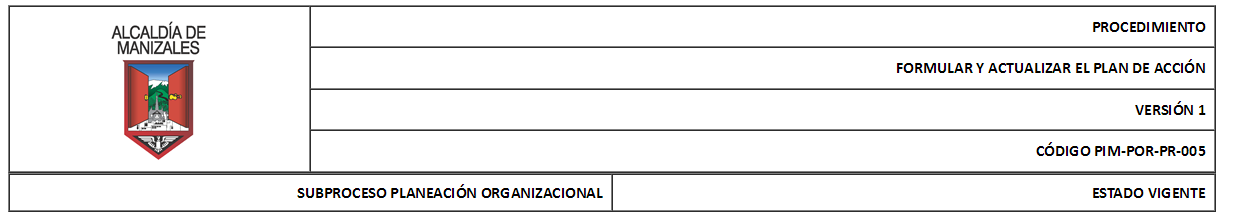 ALCALDÍA DE
MANIZALES
PROCEDIMIENTO
FORMULAR Y ACTUALIZAR EL PLAN DE ACCIÓN
VERSIÓN 1
CÓDIGO PIM-POR-PR-005
SUBPROCESO PLANEACIÓN ORGANIZACIONAL
ESTADO VIGENTE